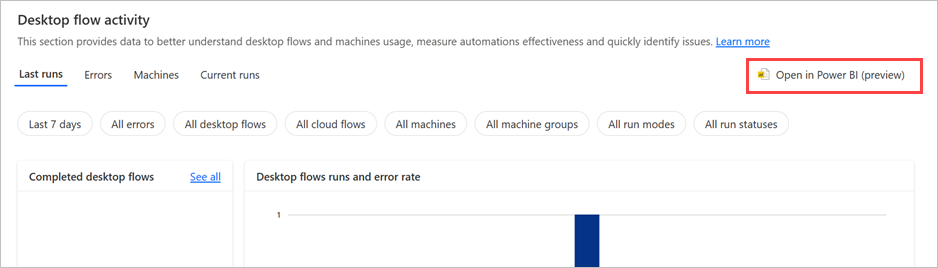 Desktop flow activity
This section provides data to better understand desktop flows and machines usage, measure automations effectiveness and quickly identify issues. Learn more
Last runs Errors Machines Current runs Open in Power BI (preview)
Last 7 days All errors All desktop flows All cloud flows All machines All machine groups All run modes All run statuses
Completed desktop flows See all Desktop flows runs and error rate
1